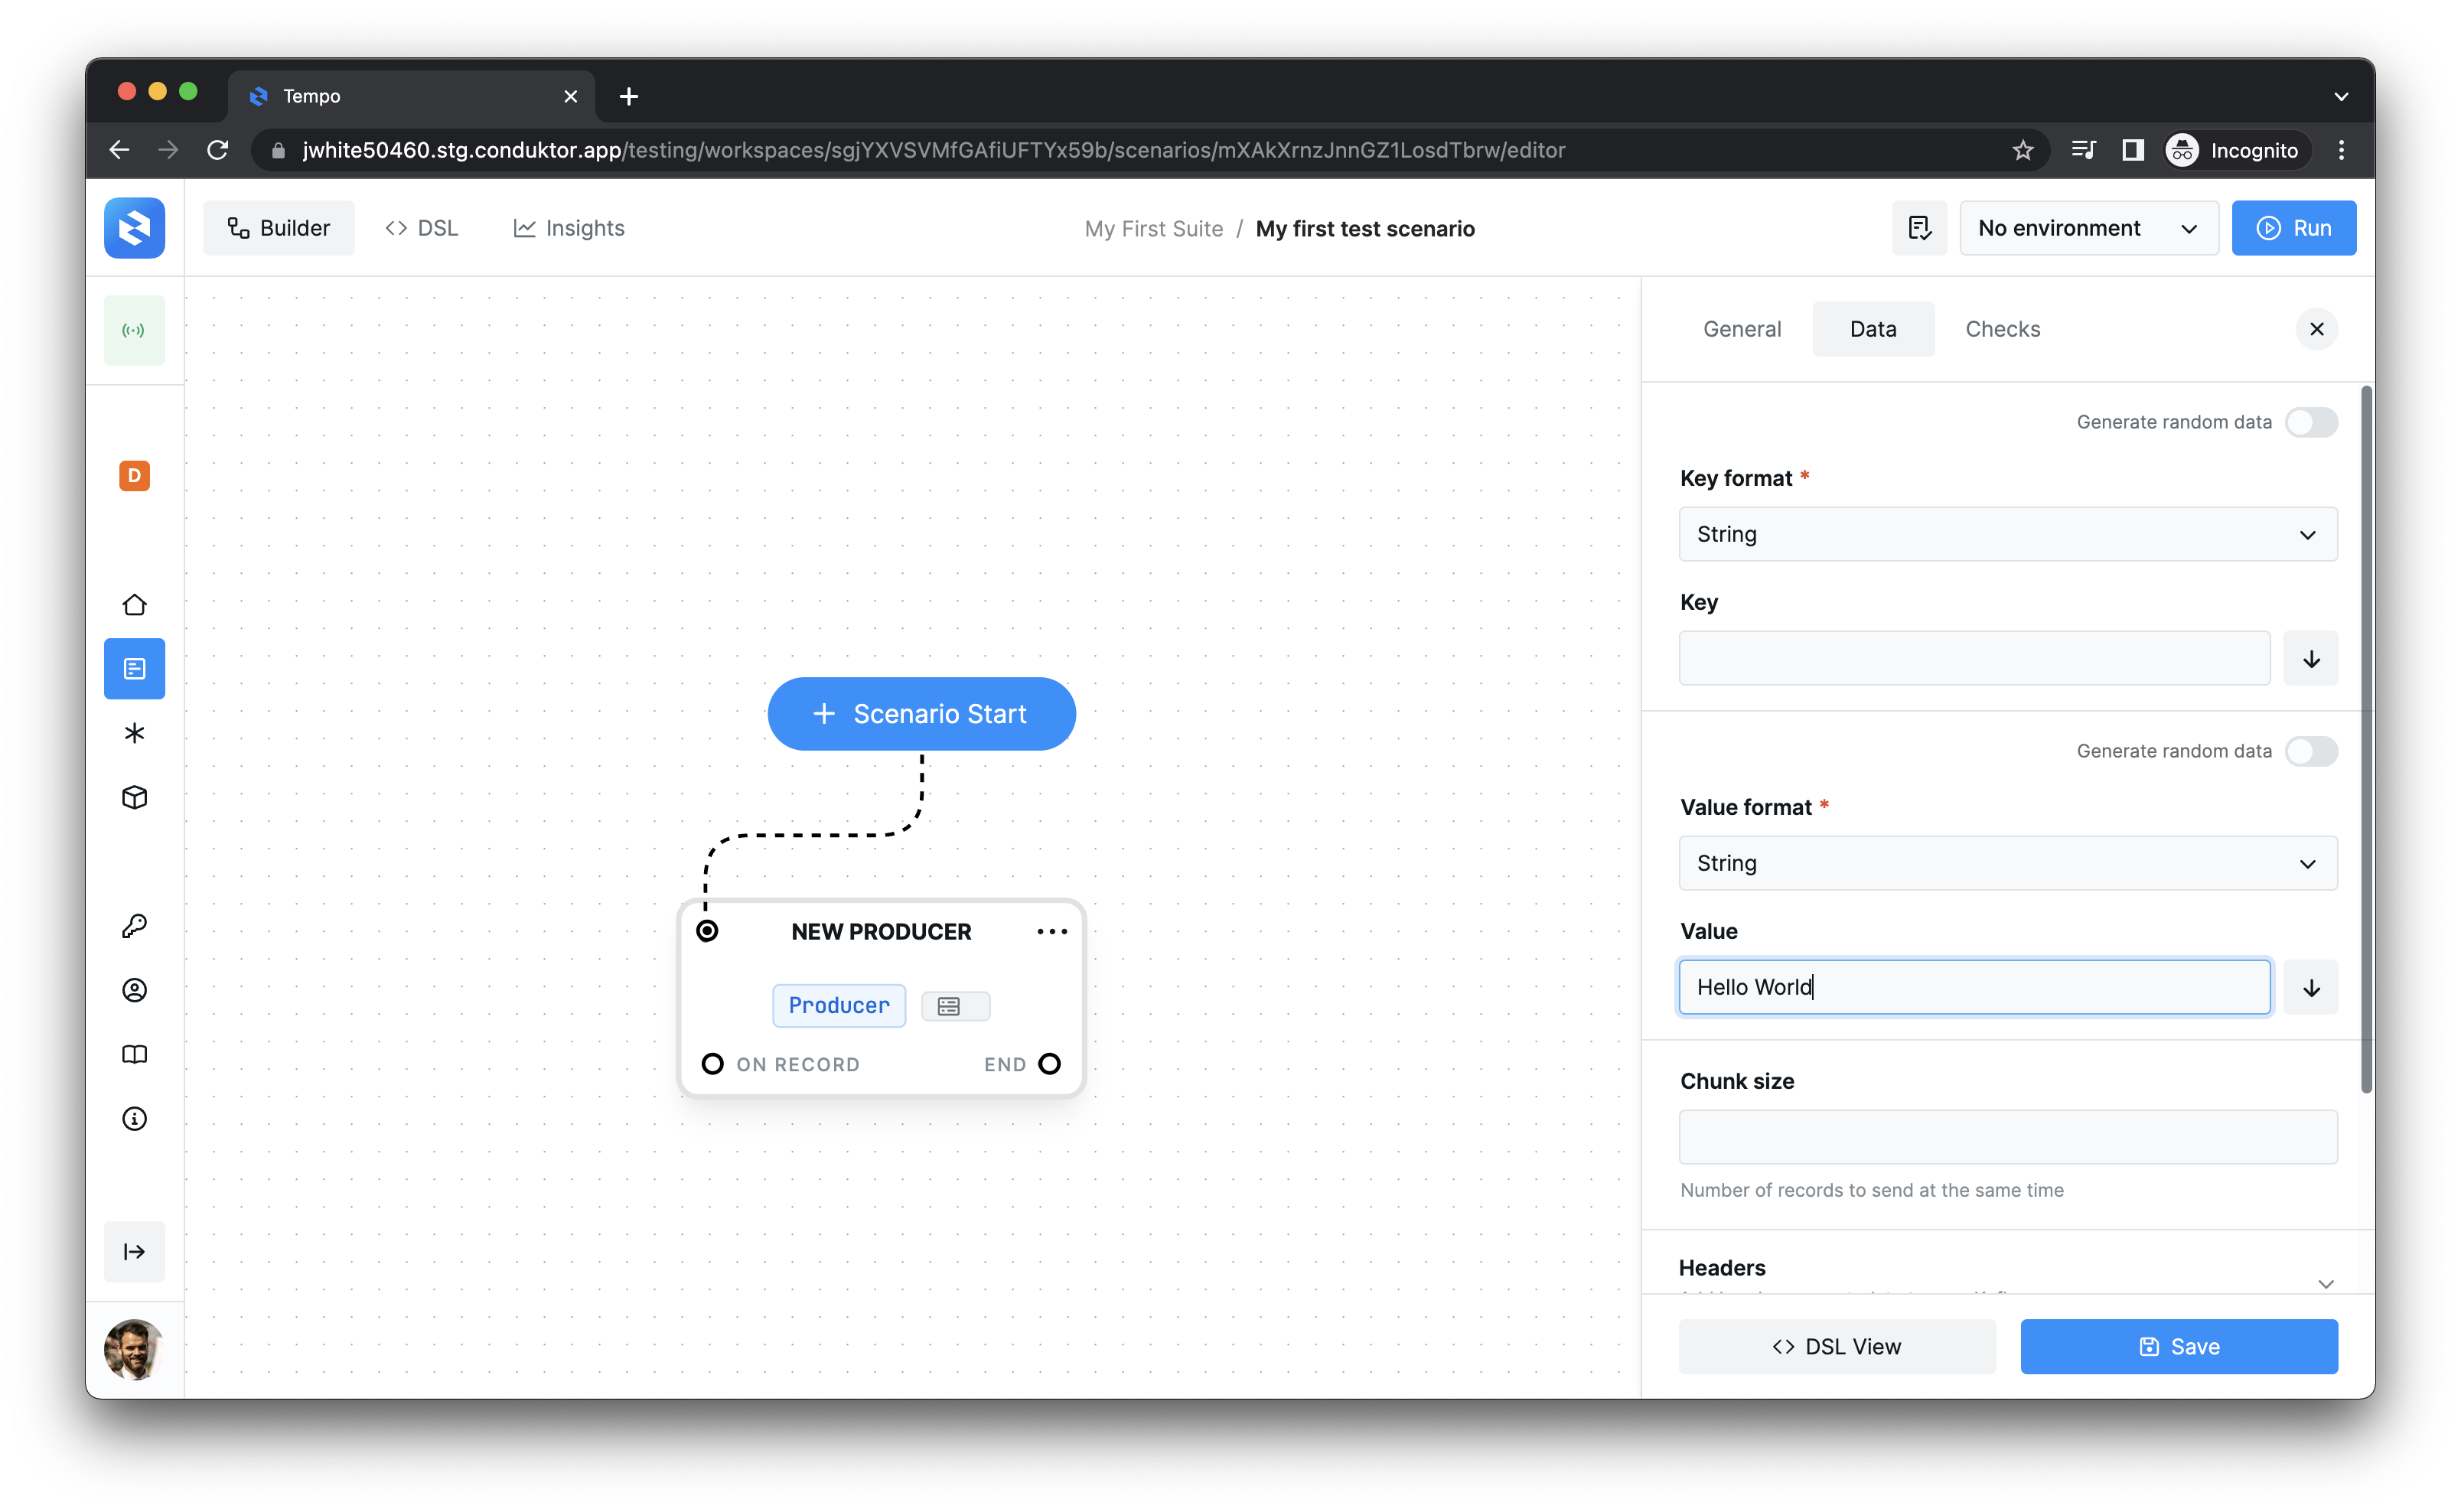 Tempo
jwhite50460.stg.conduktor.app/testing/workspaces/sgjYXVSVMfGAfiUFTYx59b/scenarios/mXAkXrnzJnnGZ1LosdTbrw/editor
Incognito
Builder
DSL
Insights
My First Suite / My first test scenario
No environment
Run
General
Data
Checks
D
Generate random data
Key format *
String
Key
Generate random data
Value format *
String
Value
Hello World
Chunk size
Number of records to send at the same time
Headers
DSL View
Save
+ Scenario Start
NEW PRODUCER
Producer
ON RECORD
END